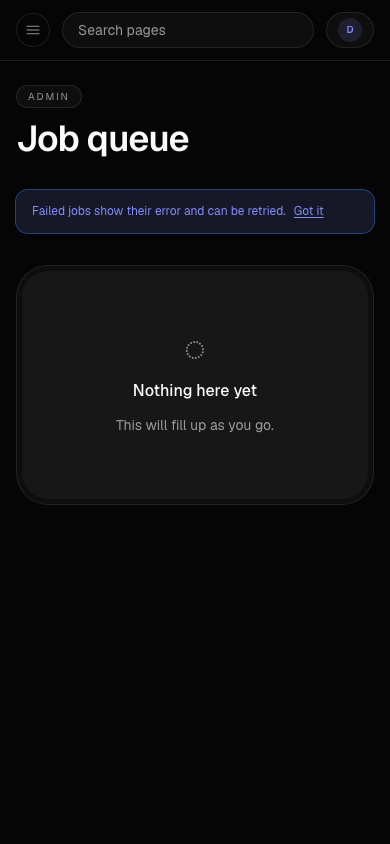 Search pages
D
ADMIN
Job queue
Failed jobs show their error and can be retried. Got it
Nothing here yet
This will fill up as you go.